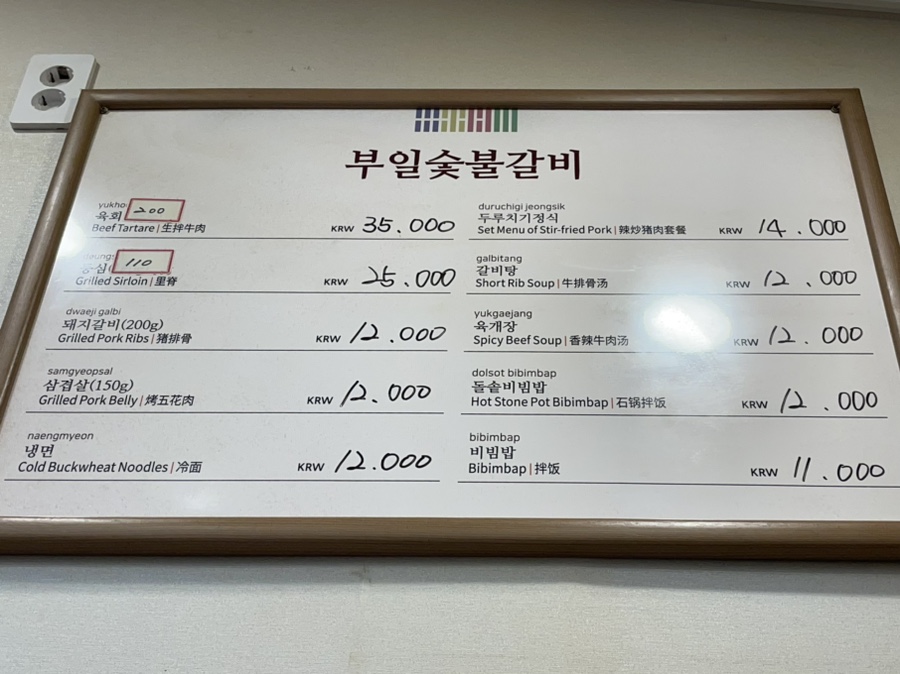 부일숯불갈비
yukho
육회 200
Beef Tartare | 生拌牛肉
KRW 35.000
110
Grilled Sirloin | 里脊
KRW 25.000
dwaeji galbi
돼지갈비(200g)
Grilled Pork Ribs | 猪排骨
KRW 12.000
samgyeopsal
삼겹살(150g)
Grilled Pork Belly | 烤五花肉
KRW 12.000
naengmyeon
냉면
Cold Buckwheat Noodles | 冷面
KRW 12.000
duruchigi jeongsik
두루치기정식
Set Menu of Stir-fried Pork | 辣炒猪肉套餐
KRW 14.000
galbitang
갈비탕
Short Rib Soup | 牛排骨汤
KRW 12.000
yukgaejang
육개장
Spicy Beef Soup | 香辣牛肉汤
KRW 12.000
dolsot bibimbap
돌솥비빔밥
Hot Stone Pot Bibimbap | 石锅拌饭
KRW 12.000
bibimbap
비빔밥
Bibimbap | 拌饭
KRW 11.000